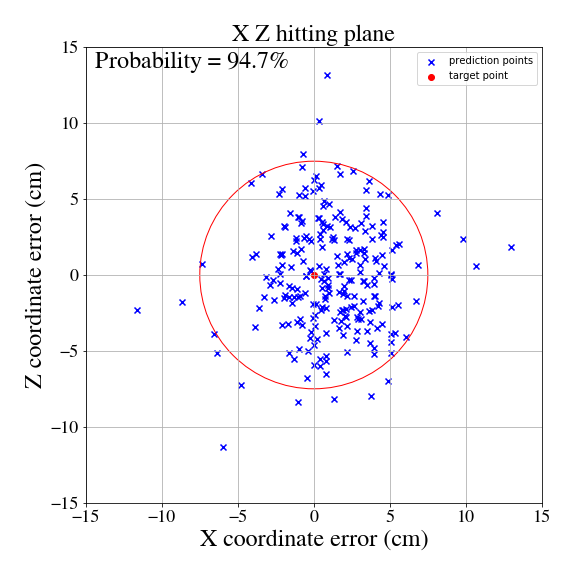 X Z hitting plane
Probability = 94.7%
prediction points
target point
15
10
5
0
−5
−10
−15
−15 −10 −5 0 5 10 15
Z coordinate error (cm)
X coordinate error (cm)